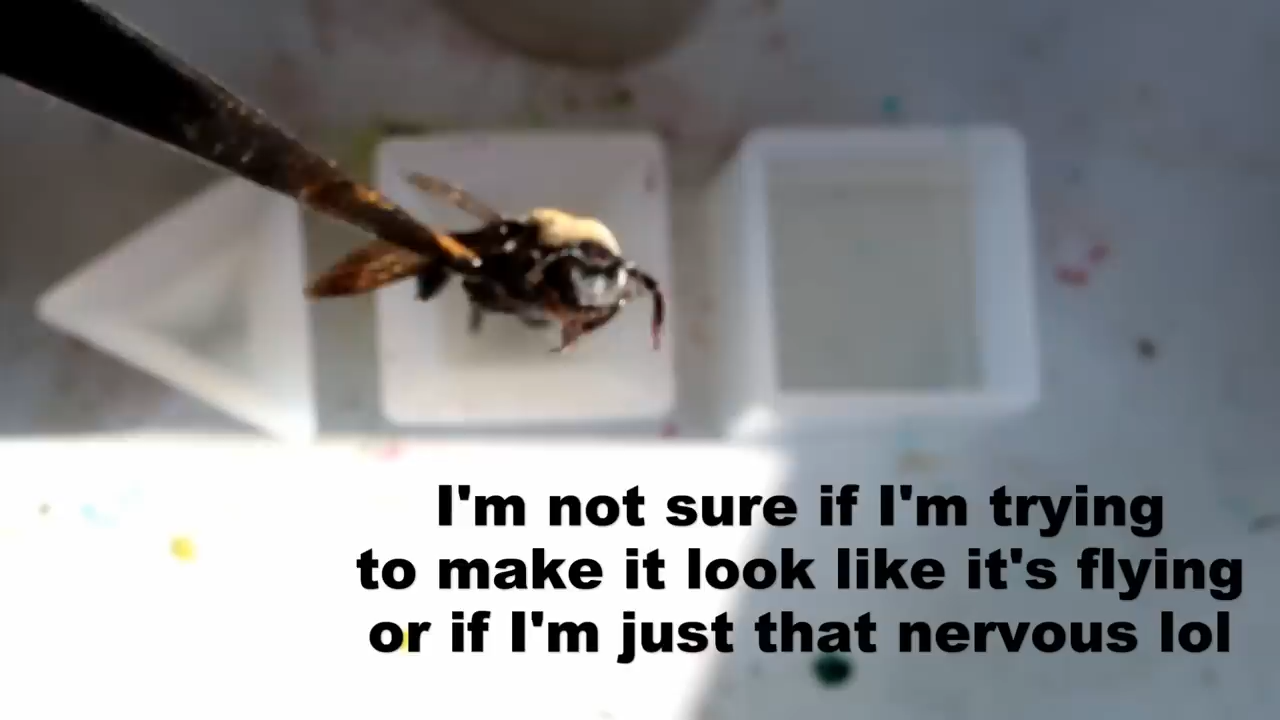 I'm not sure if I'm trying
to make it look like it's flying
or if I'm just that nervous lol